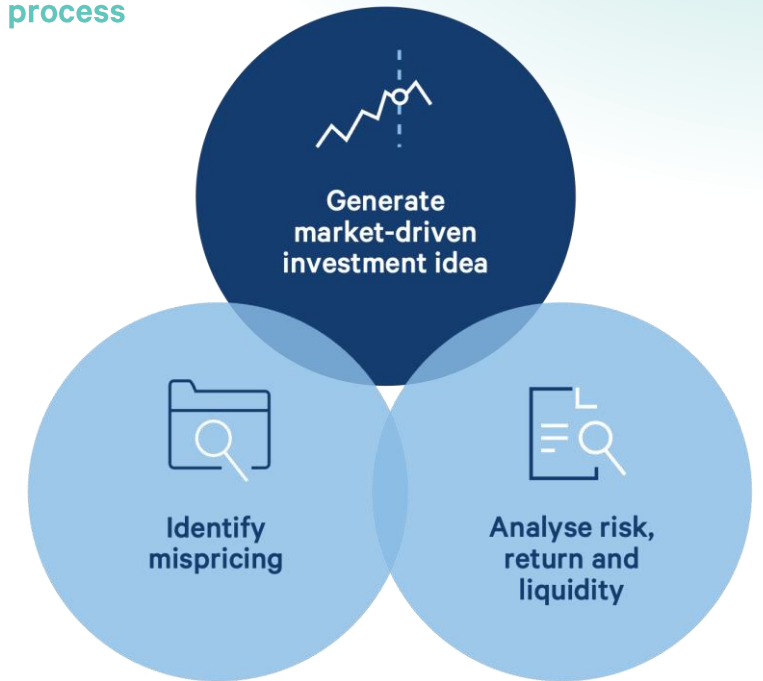 process
Generate
market-driven
investment idea
Identify
mispricing
Analyse risk,
return and
liquidity